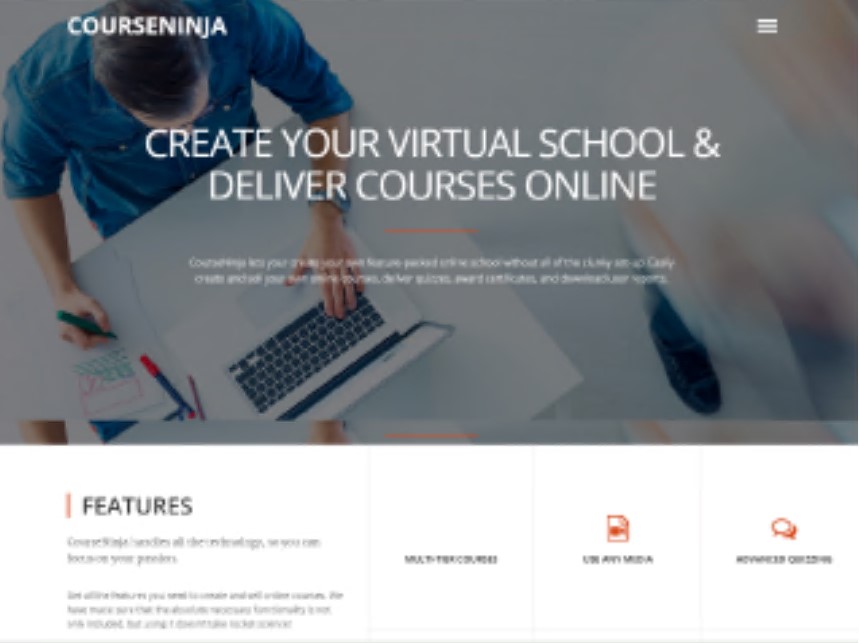 COURSENINJA
CREATE YOUR VIRTUAL SCHOOL &
DELIVER COURSES ONLINE
CourseNinja lets your create your own feature-packed online school without all of the clunky set-up. Easily
create and sell your own online courses, deliver quizzes, award certificates, and download user reports.
FEATURES
CourseNinja handles all the technology, so you can
focus on your passion.
Get all the features you need to create and sell online courses. We
have made sure that the absolute necessary functionality is not
only included, but using it doesn't take rocket science!
MULTI-TIER COURSES
USE ANY MEDIA
ADVANCED QUIZZING